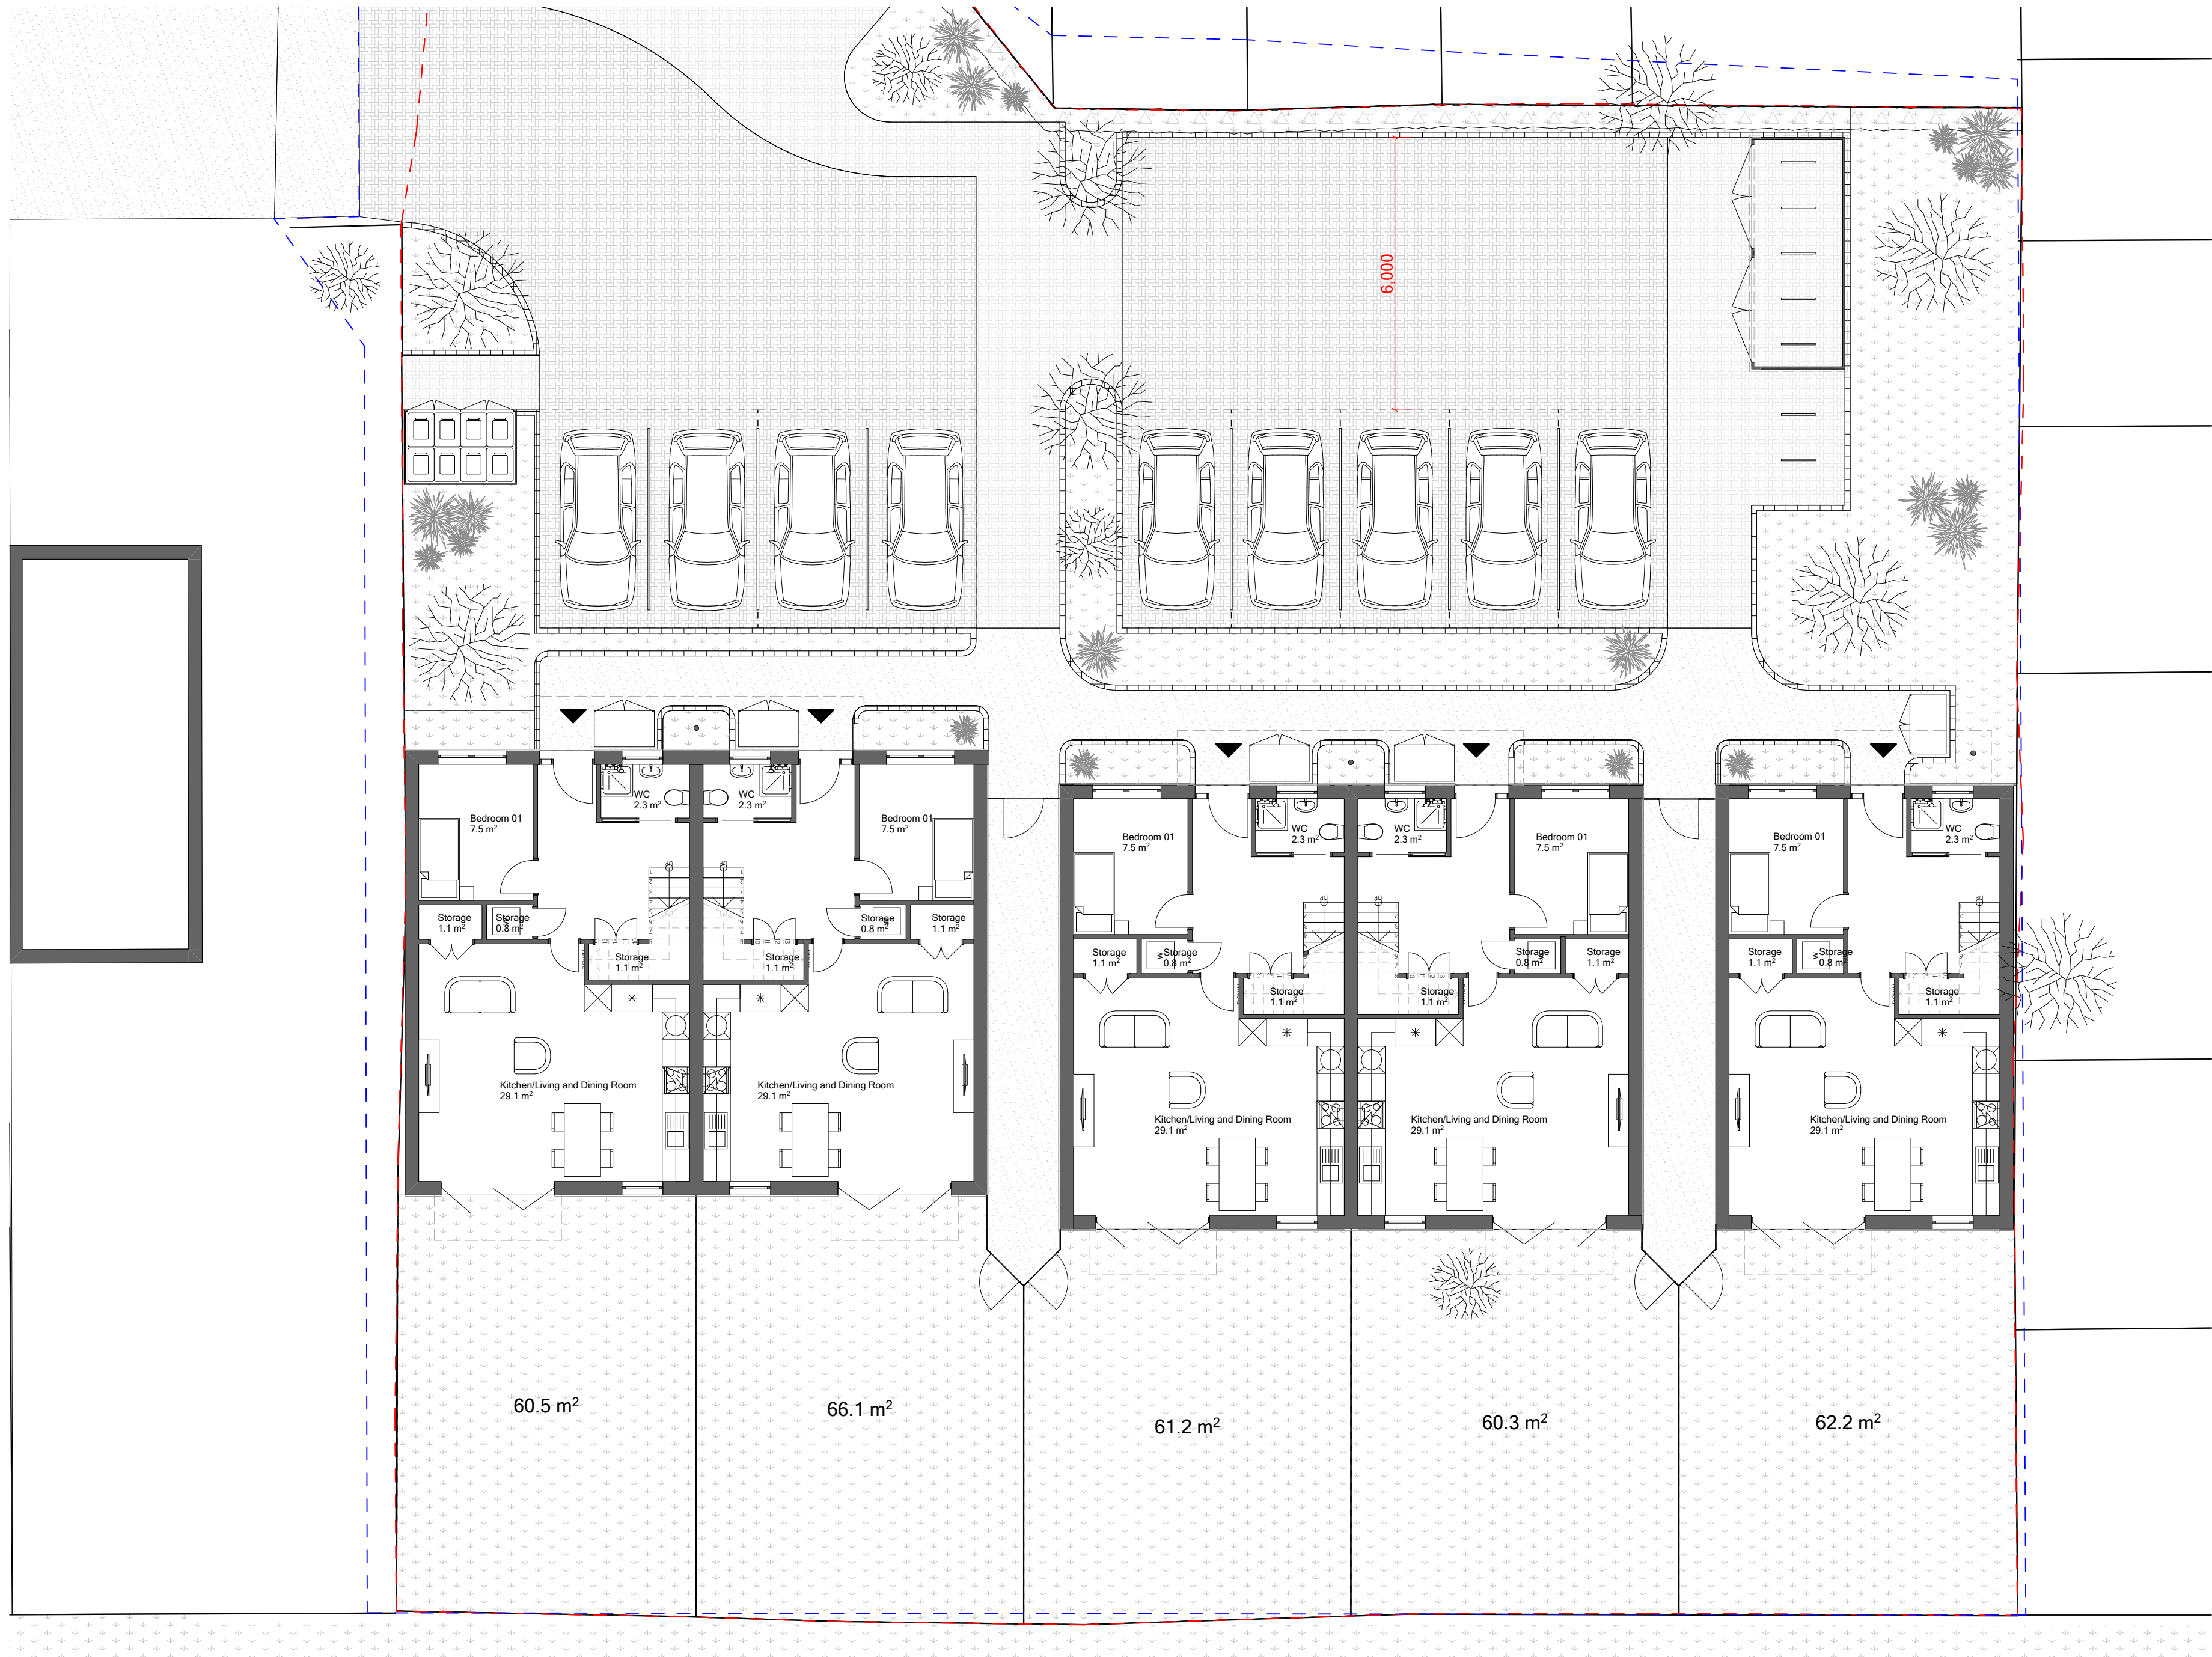 6,000
WC
2.3 m²
WC
2.3 m²
Bedroom 01
7.5 m²
Bedroom 01
7.5 m²
WC
2.3 m²
WC
2.3 m²
WC
2.3 m²
Bedroom 01
7.5 m²
Bedroom 01
7.5 m²
Bedroom 01
7.5 m²
Storage
1.1 m²
Storage
0.8 m²
Storage
0.8 m²
Storage
1.1 m²
Storage
1.1 m²
Storage
1.1 m²
Storage
1.1 m²
Storage
0.8 m²
Storage
0.8 m²
Storage
1.1 m²
Storage
1.1 m²
Storage
0.8 m²
Storage
1.1 m²
Storage
1.1 m²
Storage
1.1 m²
Kitchen/Living and Dining Room
29.1 m²
Kitchen/Living and Dining Room
29.1 m²
Kitchen/Living and Dining Room
29.1 m²
Kitchen/Living and Dining Room
29.1 m²
Kitchen/Living and Dining Room
29.1 m²
60.5 m²
66.1 m²
61.2 m²
60.3 m²
62.2 m²